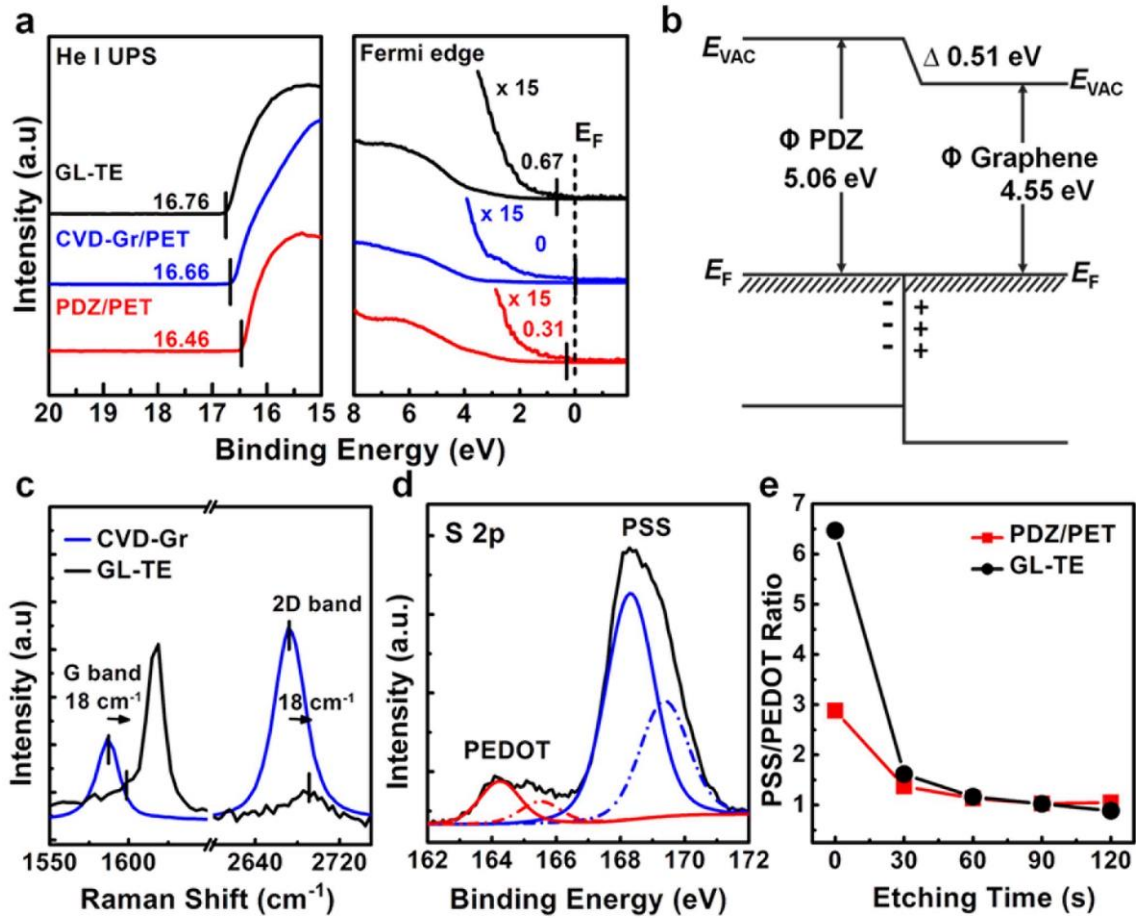 a
He I UPS
GL-TE
16.76
CVD-Gr/PET
16.66
PDZ/PET
16.46
20 19 18 17 16 15
Fermi edge
x 15
E_F
0.67
x 15
0
x 15
0.31
8 6 4 2 0
Intensity (a.u)
Binding Energy (eV)
b
E_VAC
Δ 0.51 eV
E_VAC
Φ PDZ
5.06 eV
Φ Graphene
4.55 eV
E_F
E_F
- +
- +
- +
c
CVD-Gr
GL-TE
2D band
G band
18 cm⁻¹
18 cm⁻¹
1550 1600 2640 2720
Intensity (a.u)
Raman Shift (cm⁻¹)
d
S 2p
PSS
PEDOT
162 164 166 168 170 172
Intensity (a.u.)
Binding Energy (eV)
e
PDZ/PET
GL-TE
7
6
5
4
3
2
1
0 30 60 90 120
PSS/PEDOT Ratio
Etching Time (s)